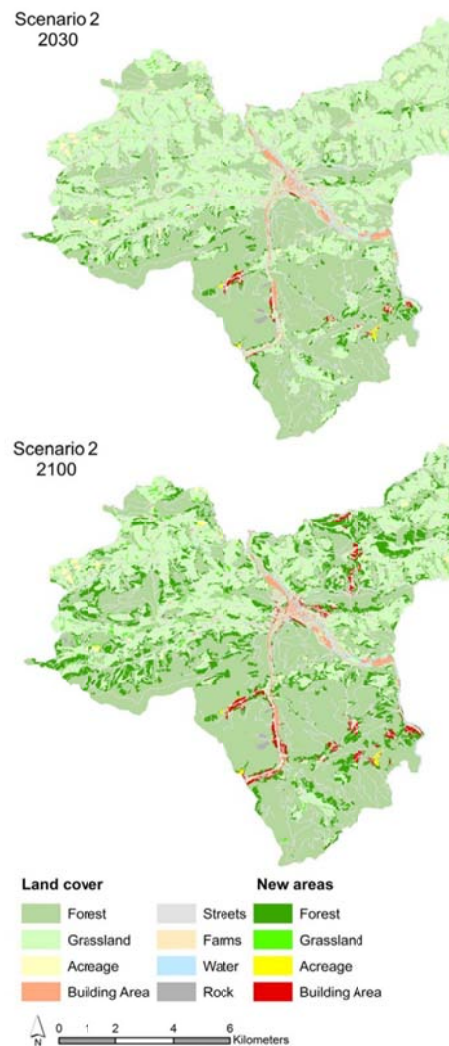 Scenario 2
2030
Scenario 2
2100
Land cover
New areas
Forest
Streets
Forest
Grassland
Farms
Grassland
Acreage
Water
Acreage
Building Area
Rock
Building Area
N
0 1 2 4 6
Kilometers